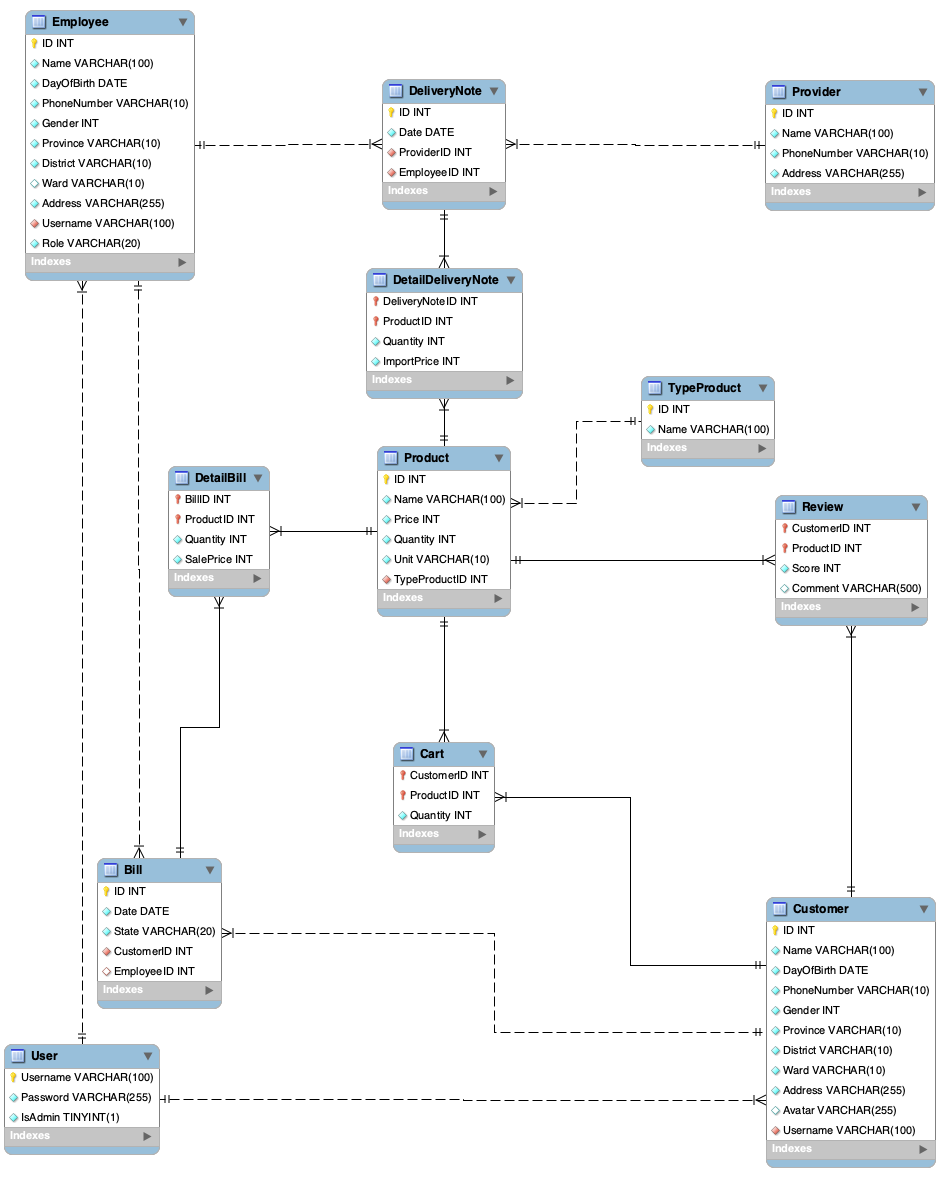 Employee
ID INT
Name VARCHAR(100)
DayOfBirth DATE
PhoneNumber VARCHAR(10)
Gender INT
Province VARCHAR(10)
District VARCHAR(10)
Ward VARCHAR(10)
Address VARCHAR(255)
Username VARCHAR(100)
Role VARCHAR(20)
Indexes
DeliveryNote
ID INT
Date DATE
ProviderID INT
EmployeeID INT
Indexes
Provider
ID INT
Name VARCHAR(100)
PhoneNumber VARCHAR(10)
Address VARCHAR(255)
Indexes
DetailDeliveryNote
DeliveryNoteID INT
ProductID INT
Quantity INT
ImportPrice INT
Indexes
TypeProduct
ID INT
Name VARCHAR(100)
Indexes
DetailBill
BillID INT
ProductID INT
Quantity INT
SalePrice INT
Indexes
Product
ID INT
Name VARCHAR(100)
Price INT
Quantity INT
Unit VARCHAR(10)
TypeProductID INT
Indexes
Review
CustomerID INT
ProductID INT
Score INT
Comment VARCHAR(500)
Indexes
Cart
CustomerID INT
ProductID INT
Quantity INT
Indexes
Bill
ID INT
Date DATE
State VARCHAR(20)
CustomerID INT
EmployeeID INT
Indexes
Customer
ID INT
Name VARCHAR(100)
DayOfBirth DATE
PhoneNumber VARCHAR(10)
Gender INT
Province VARCHAR(10)
District VARCHAR(10)
Ward VARCHAR(10)
Address VARCHAR(255)
Avatar VARCHAR(255)
Username VARCHAR(100)
Indexes
User
Username VARCHAR(100)
Password VARCHAR(255)
IsAdmin TINYINT(1)
Indexes